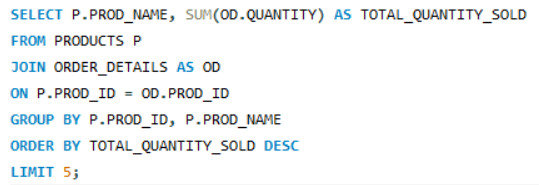 SELECT P.PROD_NAME, SUM(OD.QUANTITY) AS TOTAL_QUANTITY_SOLD
FROM PRODUCTS P
JOIN ORDER_DETAILS AS OD
ON P.PROD_ID = OD.PROD_ID
GROUP BY P.PROD_ID, P.PROD_NAME
ORDER BY TOTAL_QUANTITY_SOLD DESC
LIMIT 5;